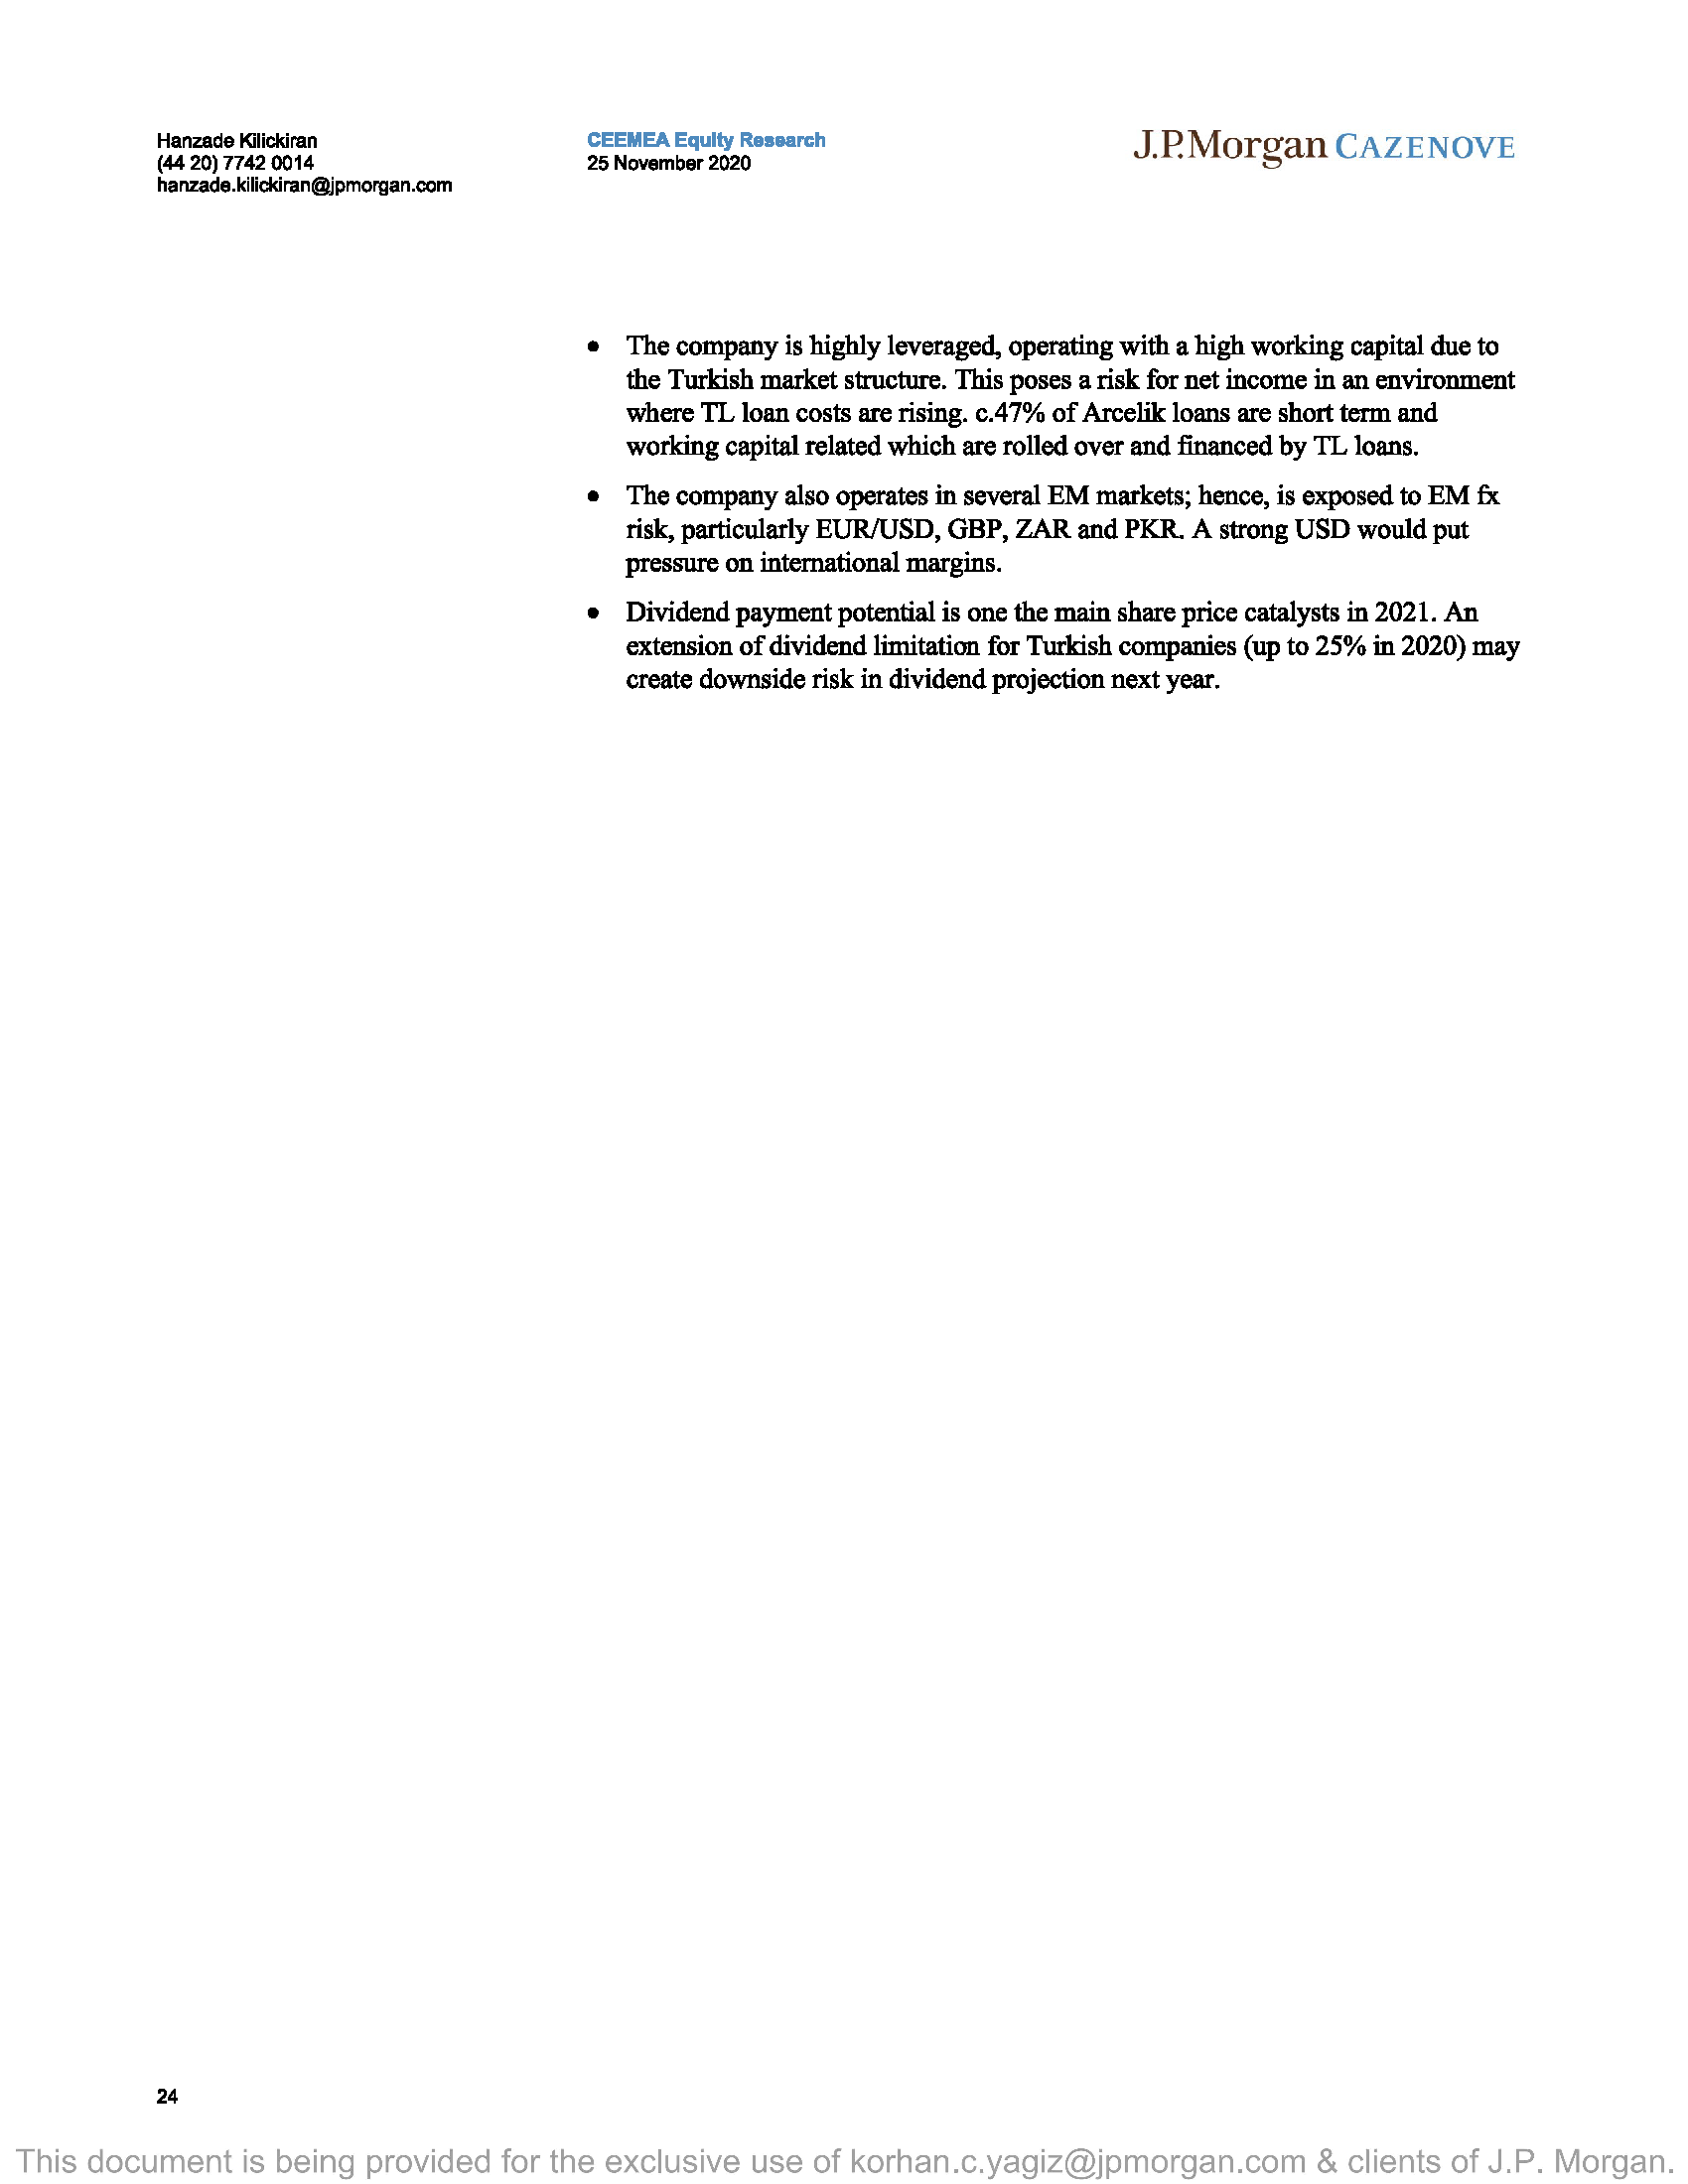 Hanzade Kilickiran
(44 20) 7742 0014
hanzade.kilickiran@jpmorgan.com
CEEMEA Equity Research
25 November 2020
J.P.Morgan CAZENOVE
• The company is highly leveraged, operating with a high working capital due to
the Turkish market structure. This poses a risk for net income in an environment
where TL loan costs are rising. c.47% of Arcelik loans are short term and
working capital related which are rolled over and financed by TL loans.
• The company also operates in several EM markets; hence, is exposed to EM fx
risk, particularly EUR/USD, GBP, ZAR and PKR. A strong USD would put
pressure on international margins.
• Dividend payment potential is one the main share price catalysts in 2021. An
extension of dividend limitation for Turkish companies (up to 25% in 2020) may
create downside risk in dividend projection next year.
24
This document is being provided for the exclusive use of korhan.c.yagiz@jpmorgan.com & clients of J.P. Morgan.